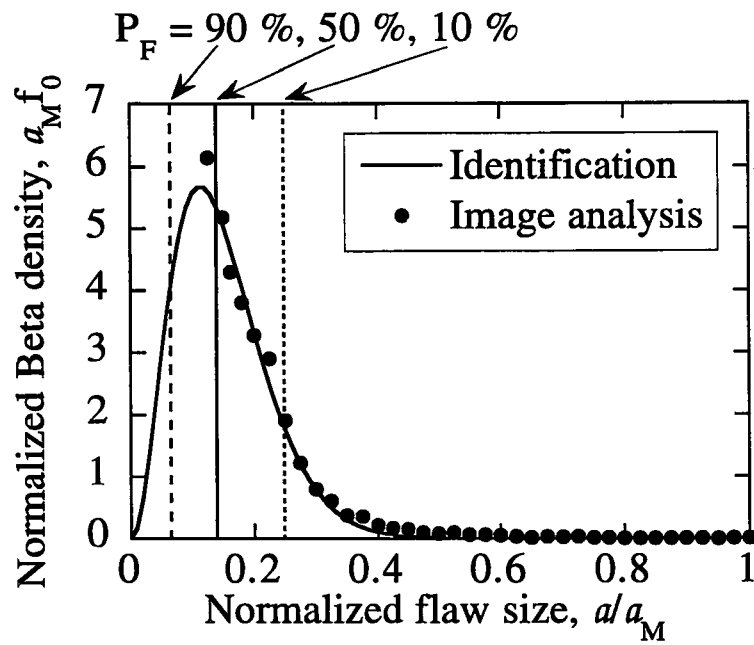 P_F = 90 %, 50 %, 10 %
Normalized Beta density, a_M f_0
7
6
5
4
3
2
1
0
Identification
Image analysis
0 0.2 0.4 0.6 0.8 1
Normalized flaw size, a/a_M